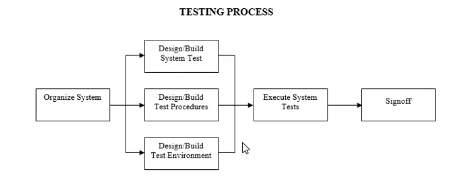 TESTING PROCESS
Design/Build
System Test
Organize System
Design/Build
Test Procedures
Execute System
Tests
Signoff
Design/Build
Test Environment